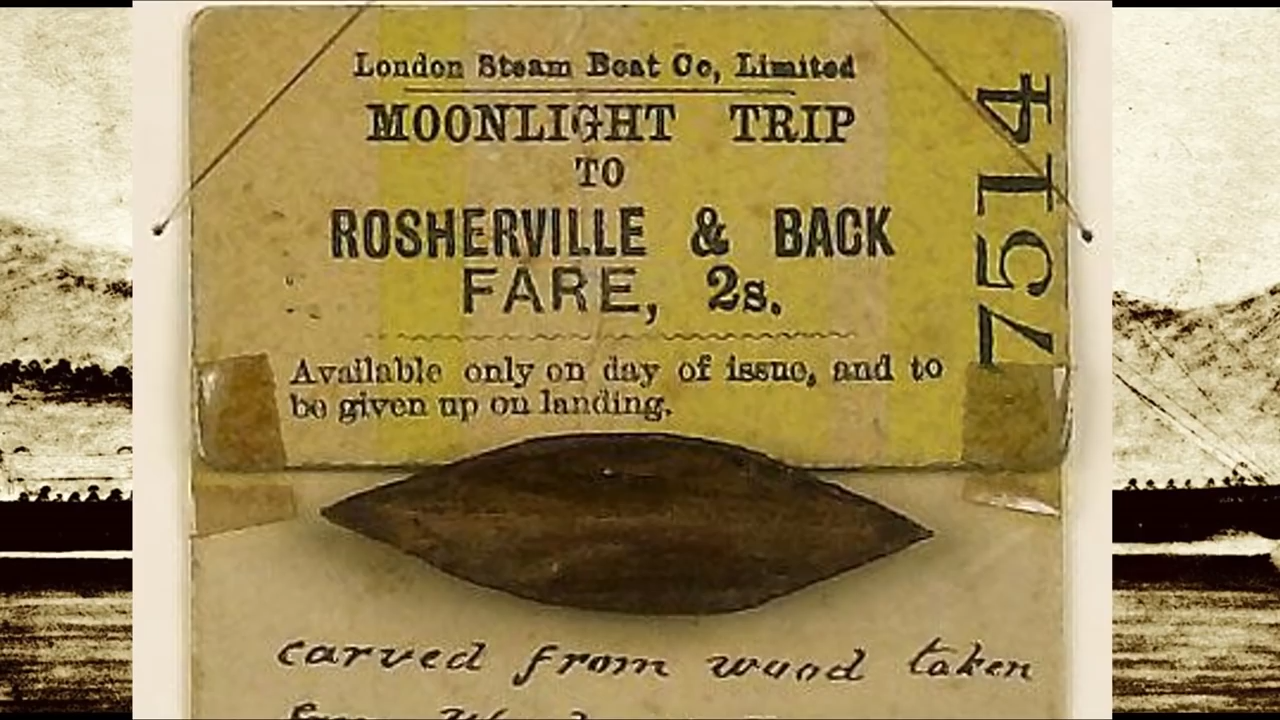 London Steam Boat Co, Limited
MOONLIGHT TRIP
TO
ROSHERVILLE & BACK
FARE, 2s.
Available only on day of issue, and to
be given up on landing.
7514
carved from wood taken